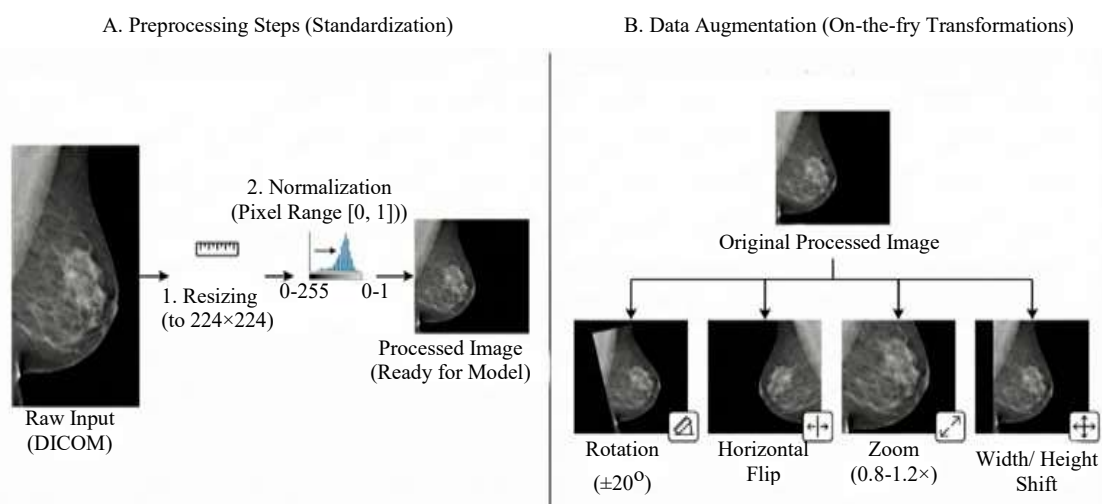 A. Preprocessing Steps (Standardization)
2. Normalization
(Pixel Range [0, 1]))
0-255
0-1
1. Resizing
(to 224×224)
Processed Image
(Ready for Model)
Raw Input
(DICOM)
B. Data Augmentation (On-the-fry Transformations)
Original Processed Image
Rotation
(±20⁰)
Horizontal
Flip
Zoom
(0.8-1.2×)
Width/ Height
Shift